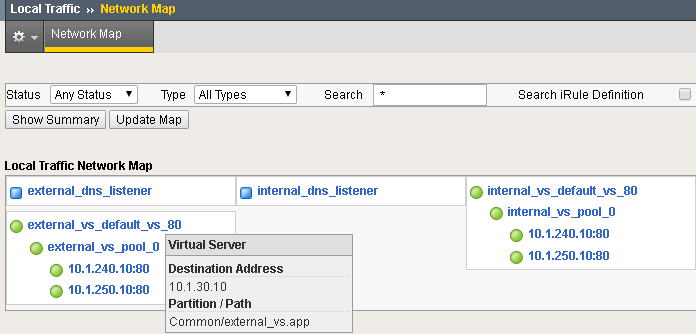 Local Traffic ›› Network Map
Network Map
Status Any Status Type All Types Search * Search iRule Definition
Show Summary Update Map
Local Traffic Network Map
external_dns_listener
internal_dns_listener
internal_vs_default_vs_80
internal_vs_pool_0
10.1.240.10:80
10.1.250.10:80
external_vs_default_vs_80
external_vs_pool_0
10.1.240.10:80
10.1.250.10:80
Virtual Server
Destination Address
10.1.30.10
Partition / Path
Common/external_vs.app